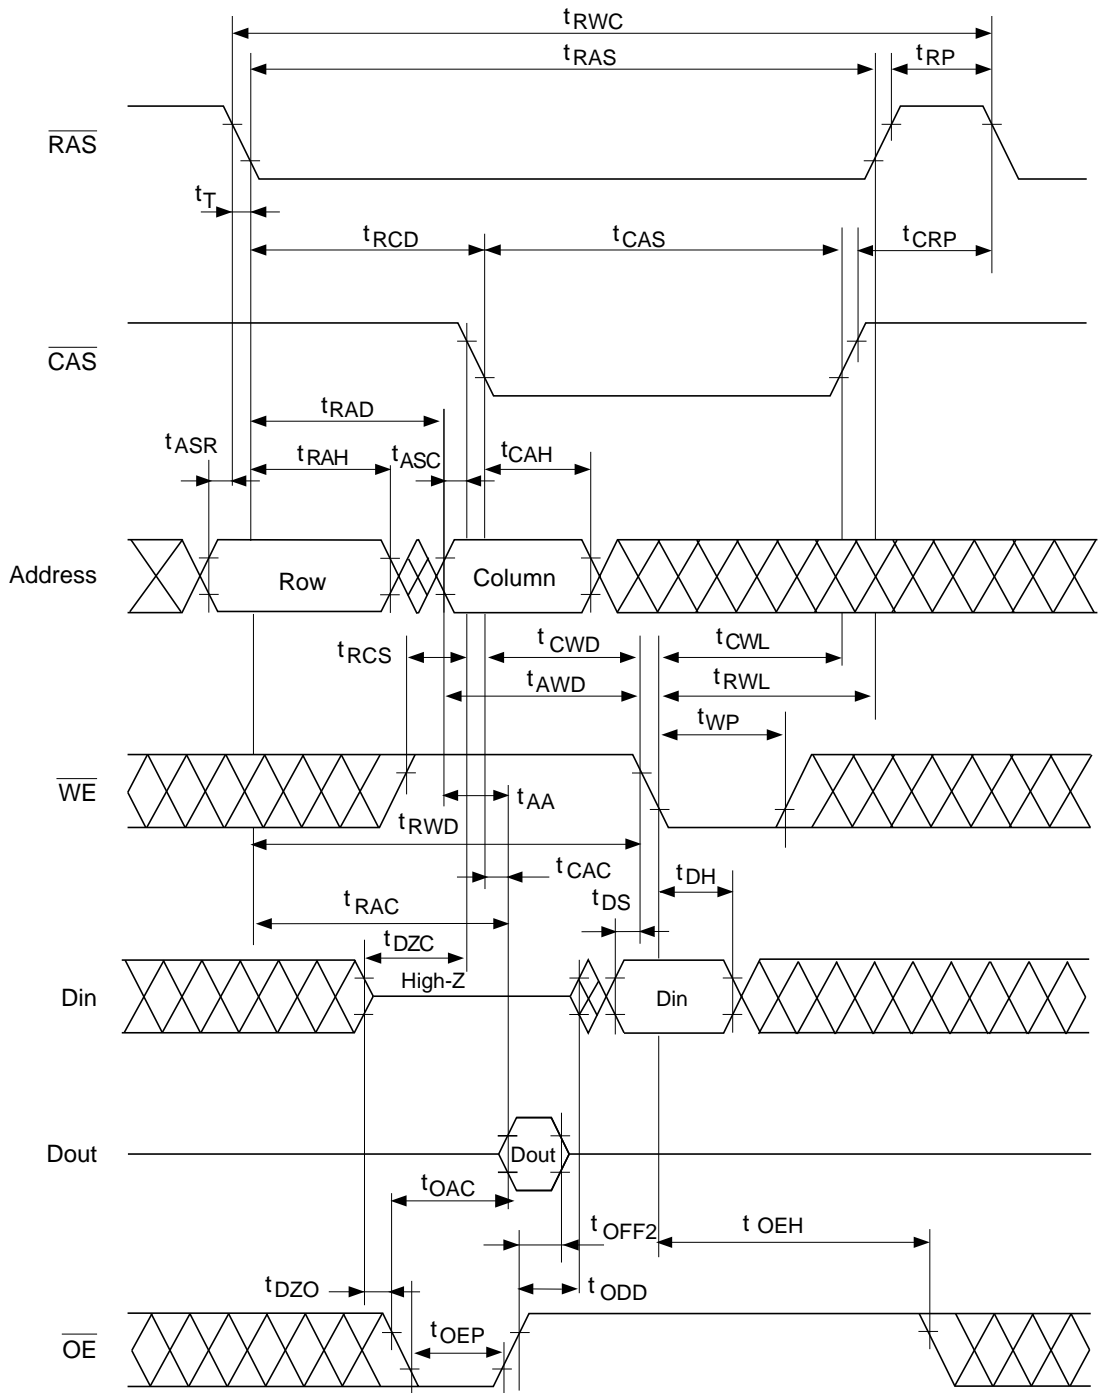 tRWC
tRAS
tRP
RAS
tT
tRCD
tCAS
tCRP
CAS
tRAD
tASR
tRAH
tASC
tCAH
Address
Row
Column
tRCS
tCWD
tCWL
tAWD
tRWL
tWP
WE
tAA
tRWD
tCAC
tDH
tRAC
tDS
tDZC
High-Z
Din
Din
Dout
Dout
tOAC
tOFF2
tOEH
tDZO
tODD
tOEP
OE